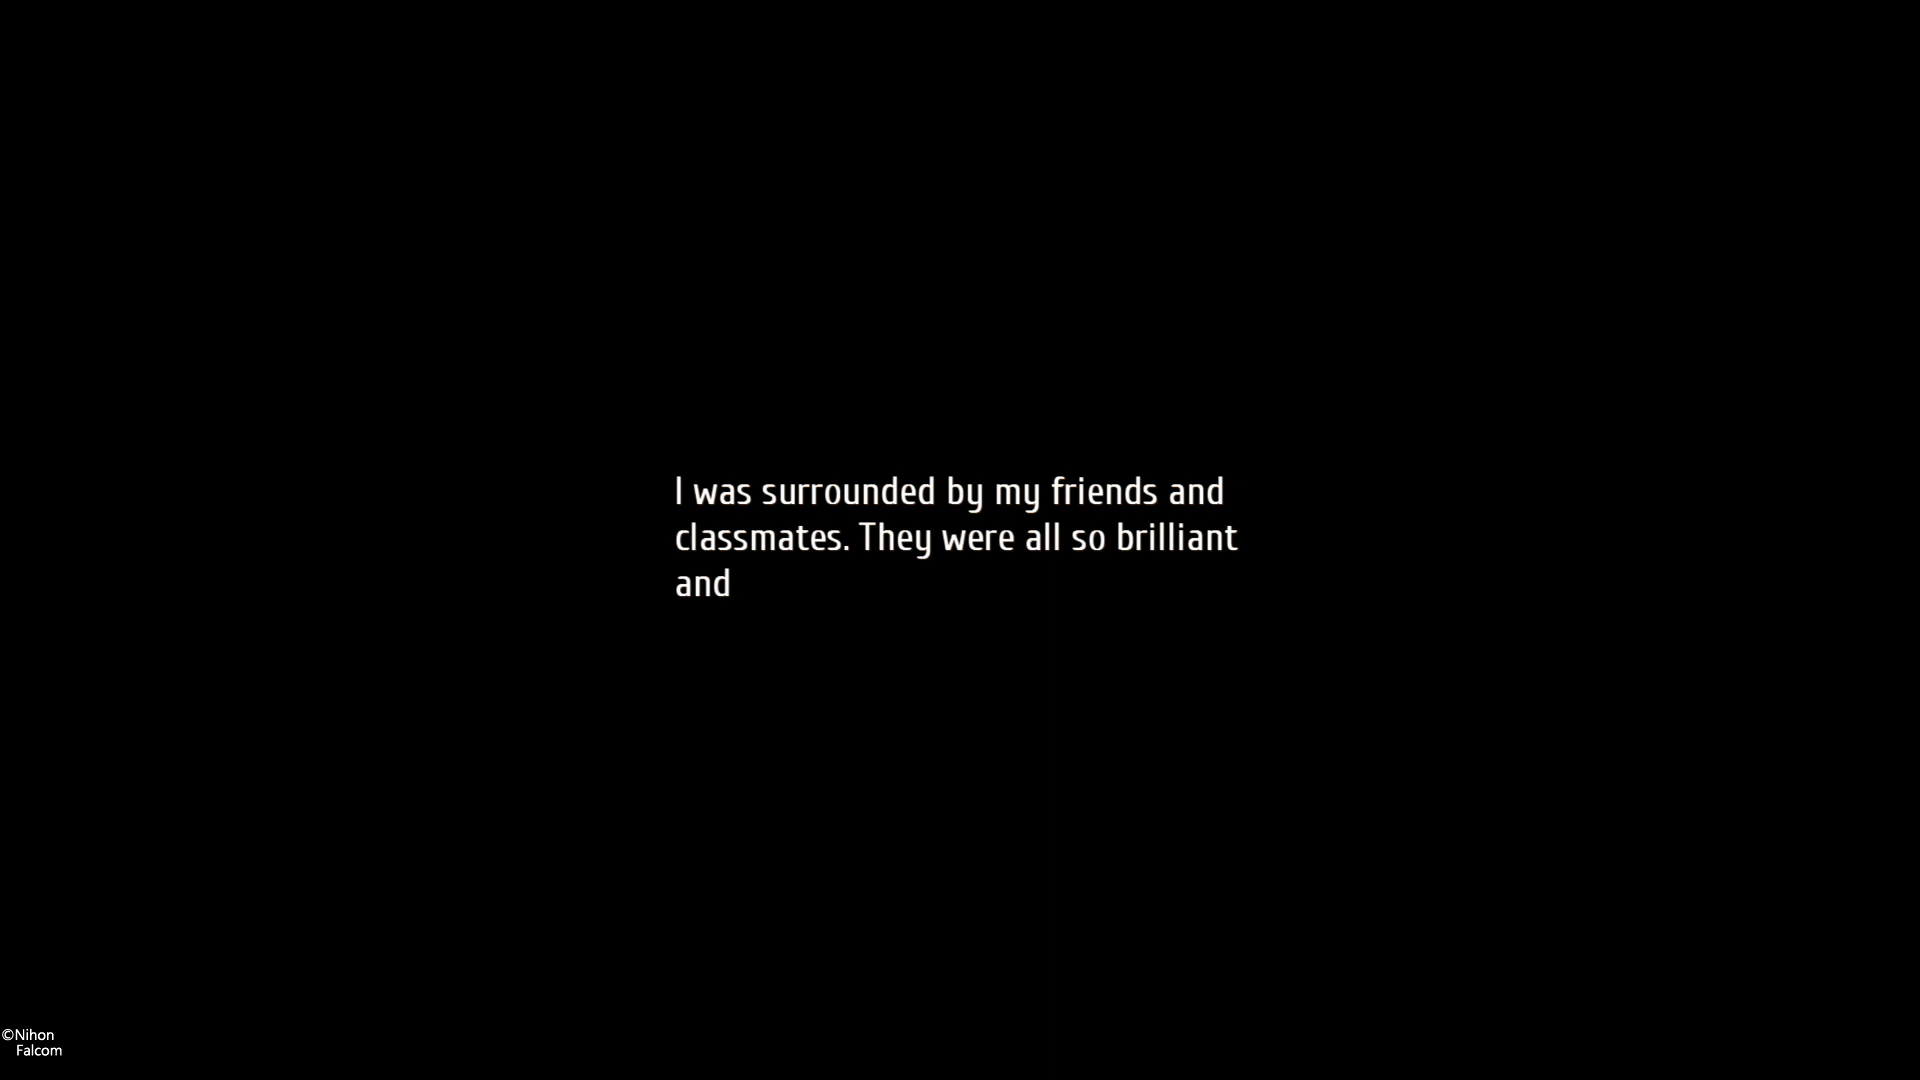 I was surrounded by my friends and
classmates. They were all so brilliant
and
©Nihon
Falcom